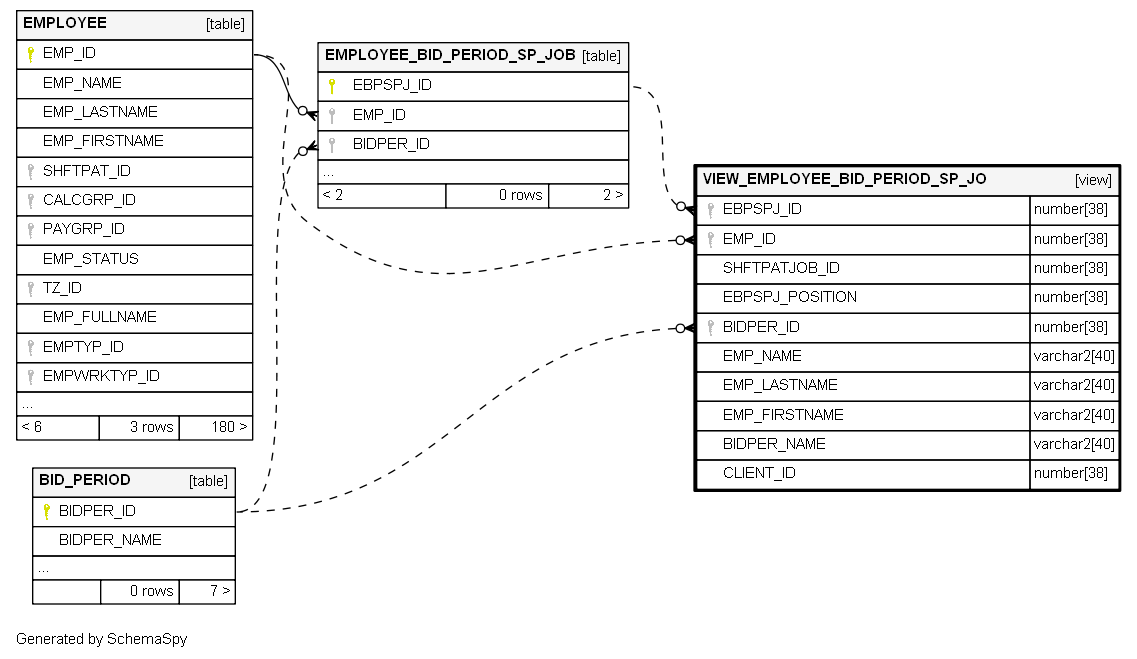 EMPLOYEE [table]
EMP_ID
EMP_NAME
EMP_LASTNAME
EMP_FIRSTNAME
SHFTPAT_ID
CALCGRP_ID
PAYGRP_ID
EMP_STATUS
TZ_ID
EMP_FULLNAME
EMPTYP_ID
EMPWRKTYP_ID
...
< 6 3 rows 180 >
BID_PERIOD [table]
BIDPER_ID
BIDPER_NAME
...
0 rows 7 >
EMPLOYEE_BID_PERIOD_SP_JOB [table]
EBPSPJ_ID
EMP_ID
BIDPER_ID
...
< 2 0 rows 2 >
VIEW_EMPLOYEE_BID_PERIOD_SP_JO [view]
EBPSPJ_ID number[38]
EMP_ID number[38]
SHFTPATJOB_ID number[38]
EBPSPJ_POSITION number[38]
BIDPER_ID number[38]
EMP_NAME varchar2[40]
EMP_LASTNAME varchar2[40]
EMP_FIRSTNAME varchar2[40]
BIDPER_NAME varchar2[40]
CLIENT_ID number[38]
Generated by SchemaSpy